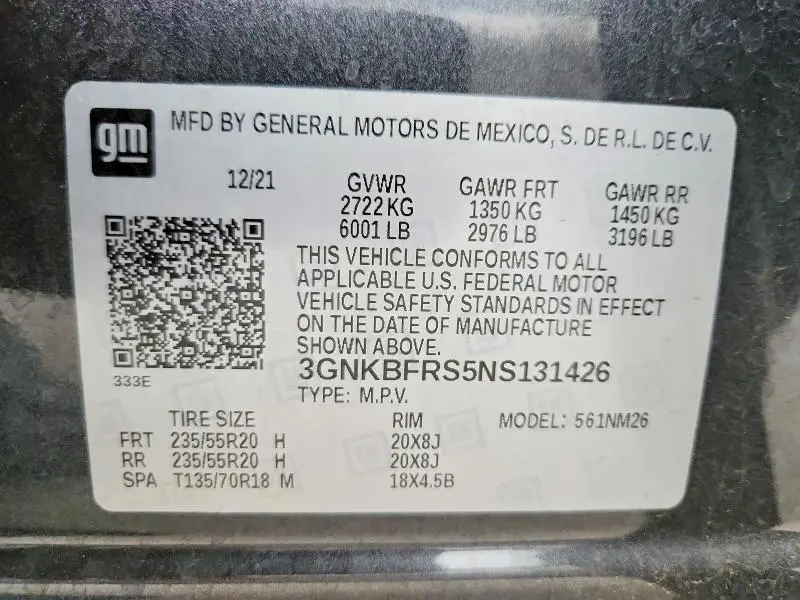 gm
MFD BY GENERAL MOTORS DE MEXICO, S. DE R.L. DE C.V.
12/21 GVWR GAWR FRT GAWR RR
2722 KG 1350 KG 1450 KG
6001 LB 2976 LB 3196 LB
THIS VEHICLE CONFORMS TO ALL
APPLICABLE U.S. FEDERAL MOTOR
VEHICLE SAFETY STANDARDS IN EFFECT
ON THE DATE OF MANUFACTURE
SHOWN ABOVE.
333E
3GNKBFRS5NS131426
TYPE: M.P.V.
TIRE SIZE RIM MODEL: 561NM26
FRT 235/55R20 H 20X8J
RR 235/55R20 H 20X8J
SPA T135/70R18 M 18X4.5B